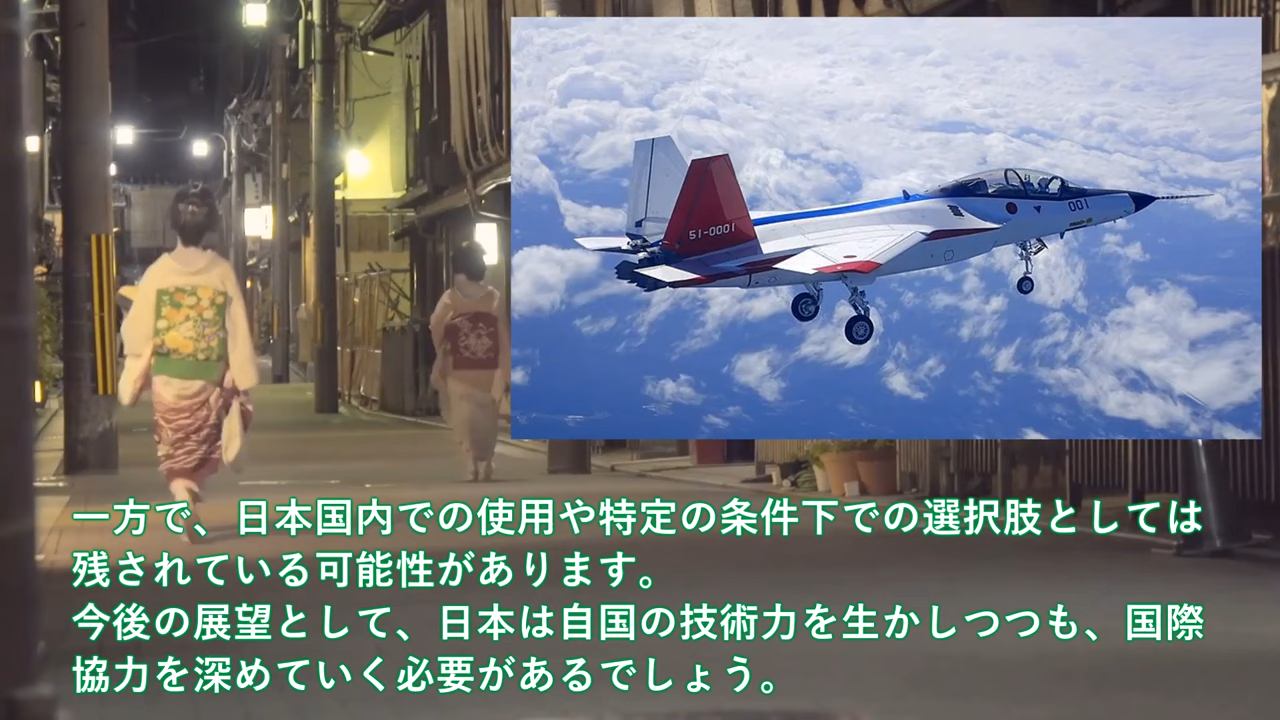 51-0001
001
一方で、日本国内での使用や特定の条件下での選択肢としては
残されている可能性があります。
今後の展望として、日本は自国の技術力を生かしつつも、国際
協力を深めていく必要があるでしょう。